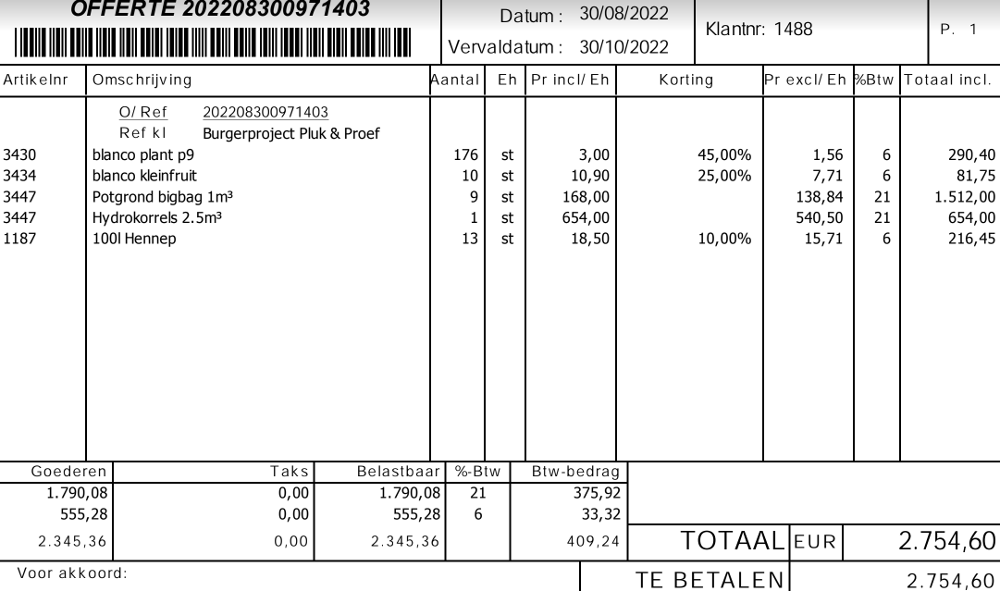 OFFERTE 202208300971403
Datum : 30/08/2022
Vervaldatum : 30/10/2022
Klantnr: 1488
P. 1
Artikelnr Omschrijving Aantal Eh Pr incl/Eh Korting Pr excl/Eh %Btw Totaal incl.
O/Ref 202208300971403
Ref kl Burgerproject Pluk & Proef
3430 blanco plant p9 176 st 3,00 45,00% 1,56 6 290,40
3434 blanco kleinfruit 10 st 10,90 25,00% 7,71 6 81,75
3447 Potgrond bigbag 1m³ 9 st 168,00 138,84 21 1.512,00
3447 Hydrokorrels 2.5m³ 1 st 654,00 540,50 21 654,00
1187 100l Hennep 13 st 18,50 10,00% 15,71 6 216,45
Goederen Taks Belastbaar %-Btw Btw-bedrag
1.790,08 0,00 1.790,08 21 375,92
555,28 0,00 555,28 6 33,32
2.345,36 0,00 2.345,36 409,24
TOTAAL EUR 2.754,60
Voor akkoord:
TE BETALEN 2.754,60